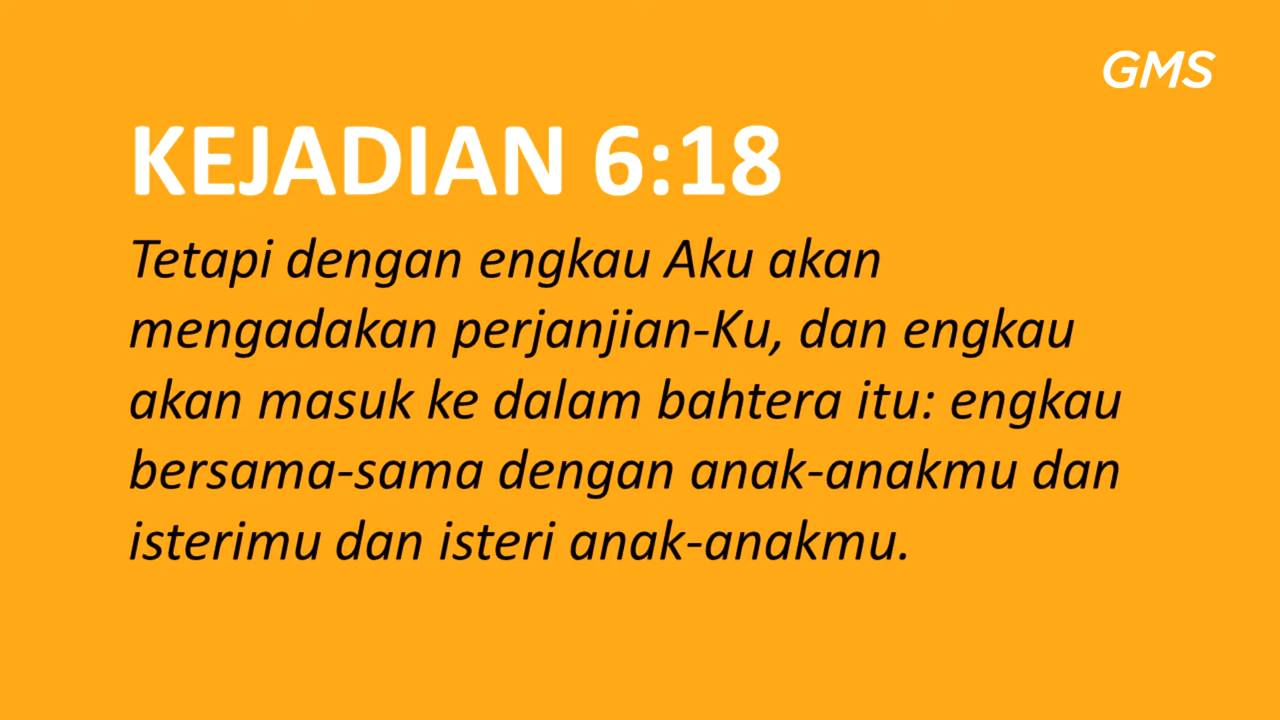 GMS
KEJADIAN 6:18
Tetapi dengan engkau Aku akan
mengadakan perjanjian-Ku, dan engkau
akan masuk ke dalam bahtera itu: engkau
bersama-sama dengan anak-anakmu dan
isterimu dan isteri anak-anakmu.